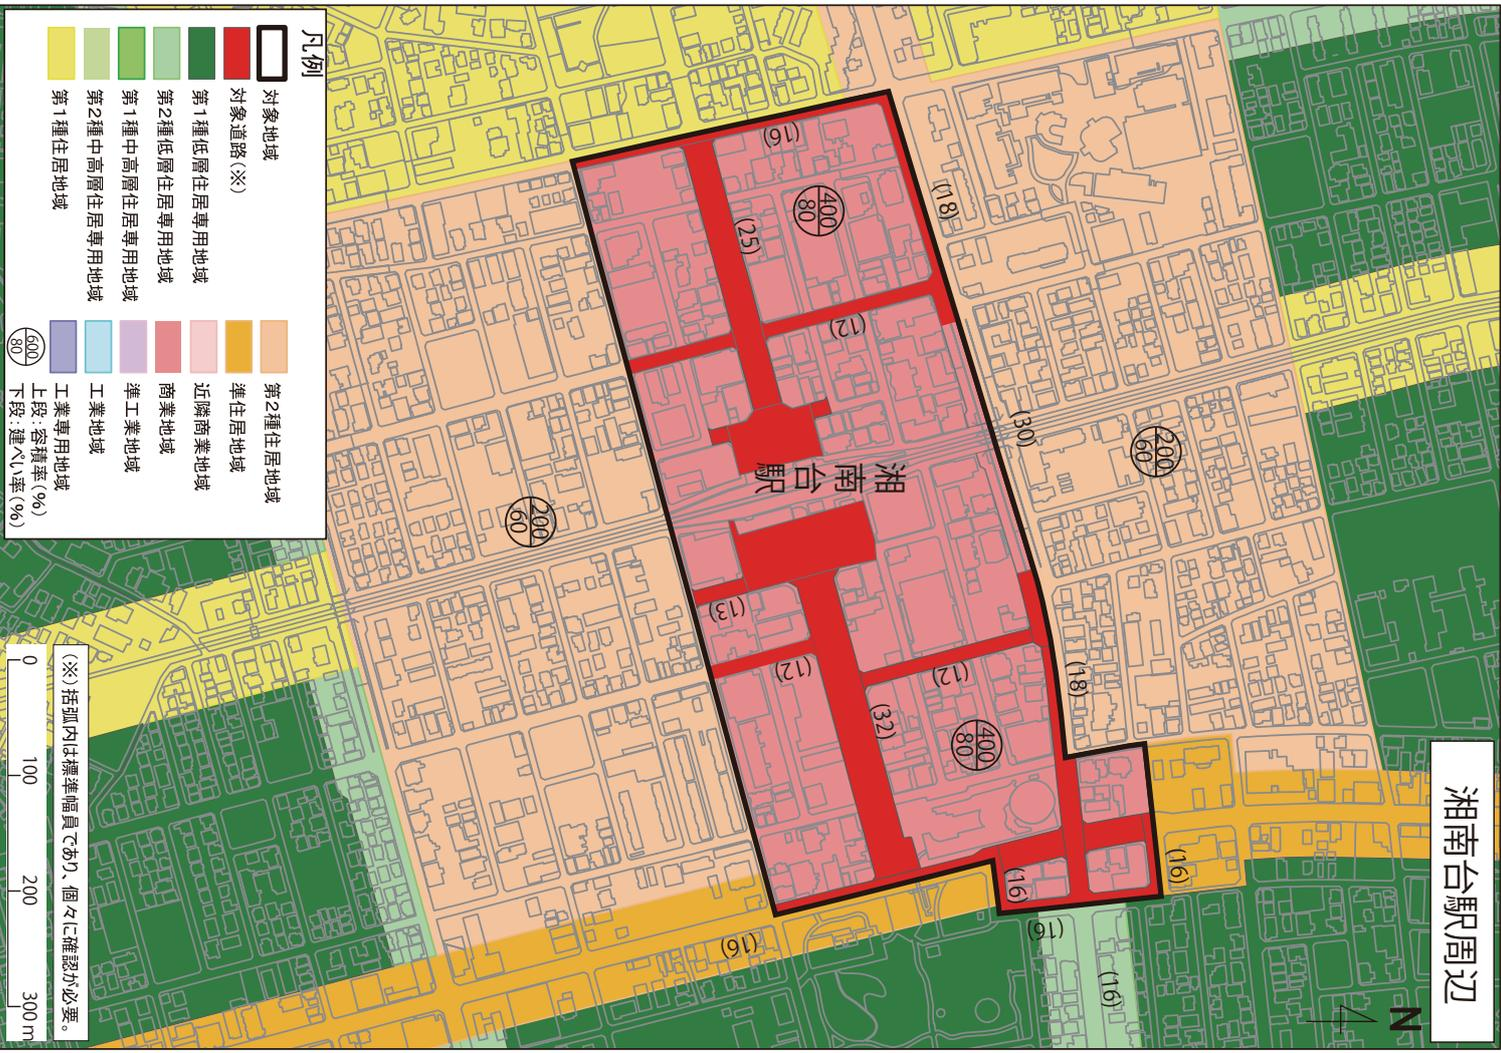 湘南台駅周辺
N
凡例
対象地域
対象道路(※)
第1種低層住居専用地域
第2種低層住居専用地域
第1種中高層住居専用地域
第2種中高層住居専用地域
第1種住居地域
第2種住居地域
準住居地域
近隣商業地域
商業地域
準工業地域
工業地域
工業専用地域
600
80
上段:容積率(%)
下段:建ぺい率(%)
(※)括弧内は標準幅員であり、個々に確認が必要。
0 100 200 300 m
湘南台
駅
(16)
400
80
(18)
(25)
(12)
(30)
200
60
200
60
(13)
(12)
(12)
(18)
(32)
400
80
(16)
(16)
(16)
(16)
(16)